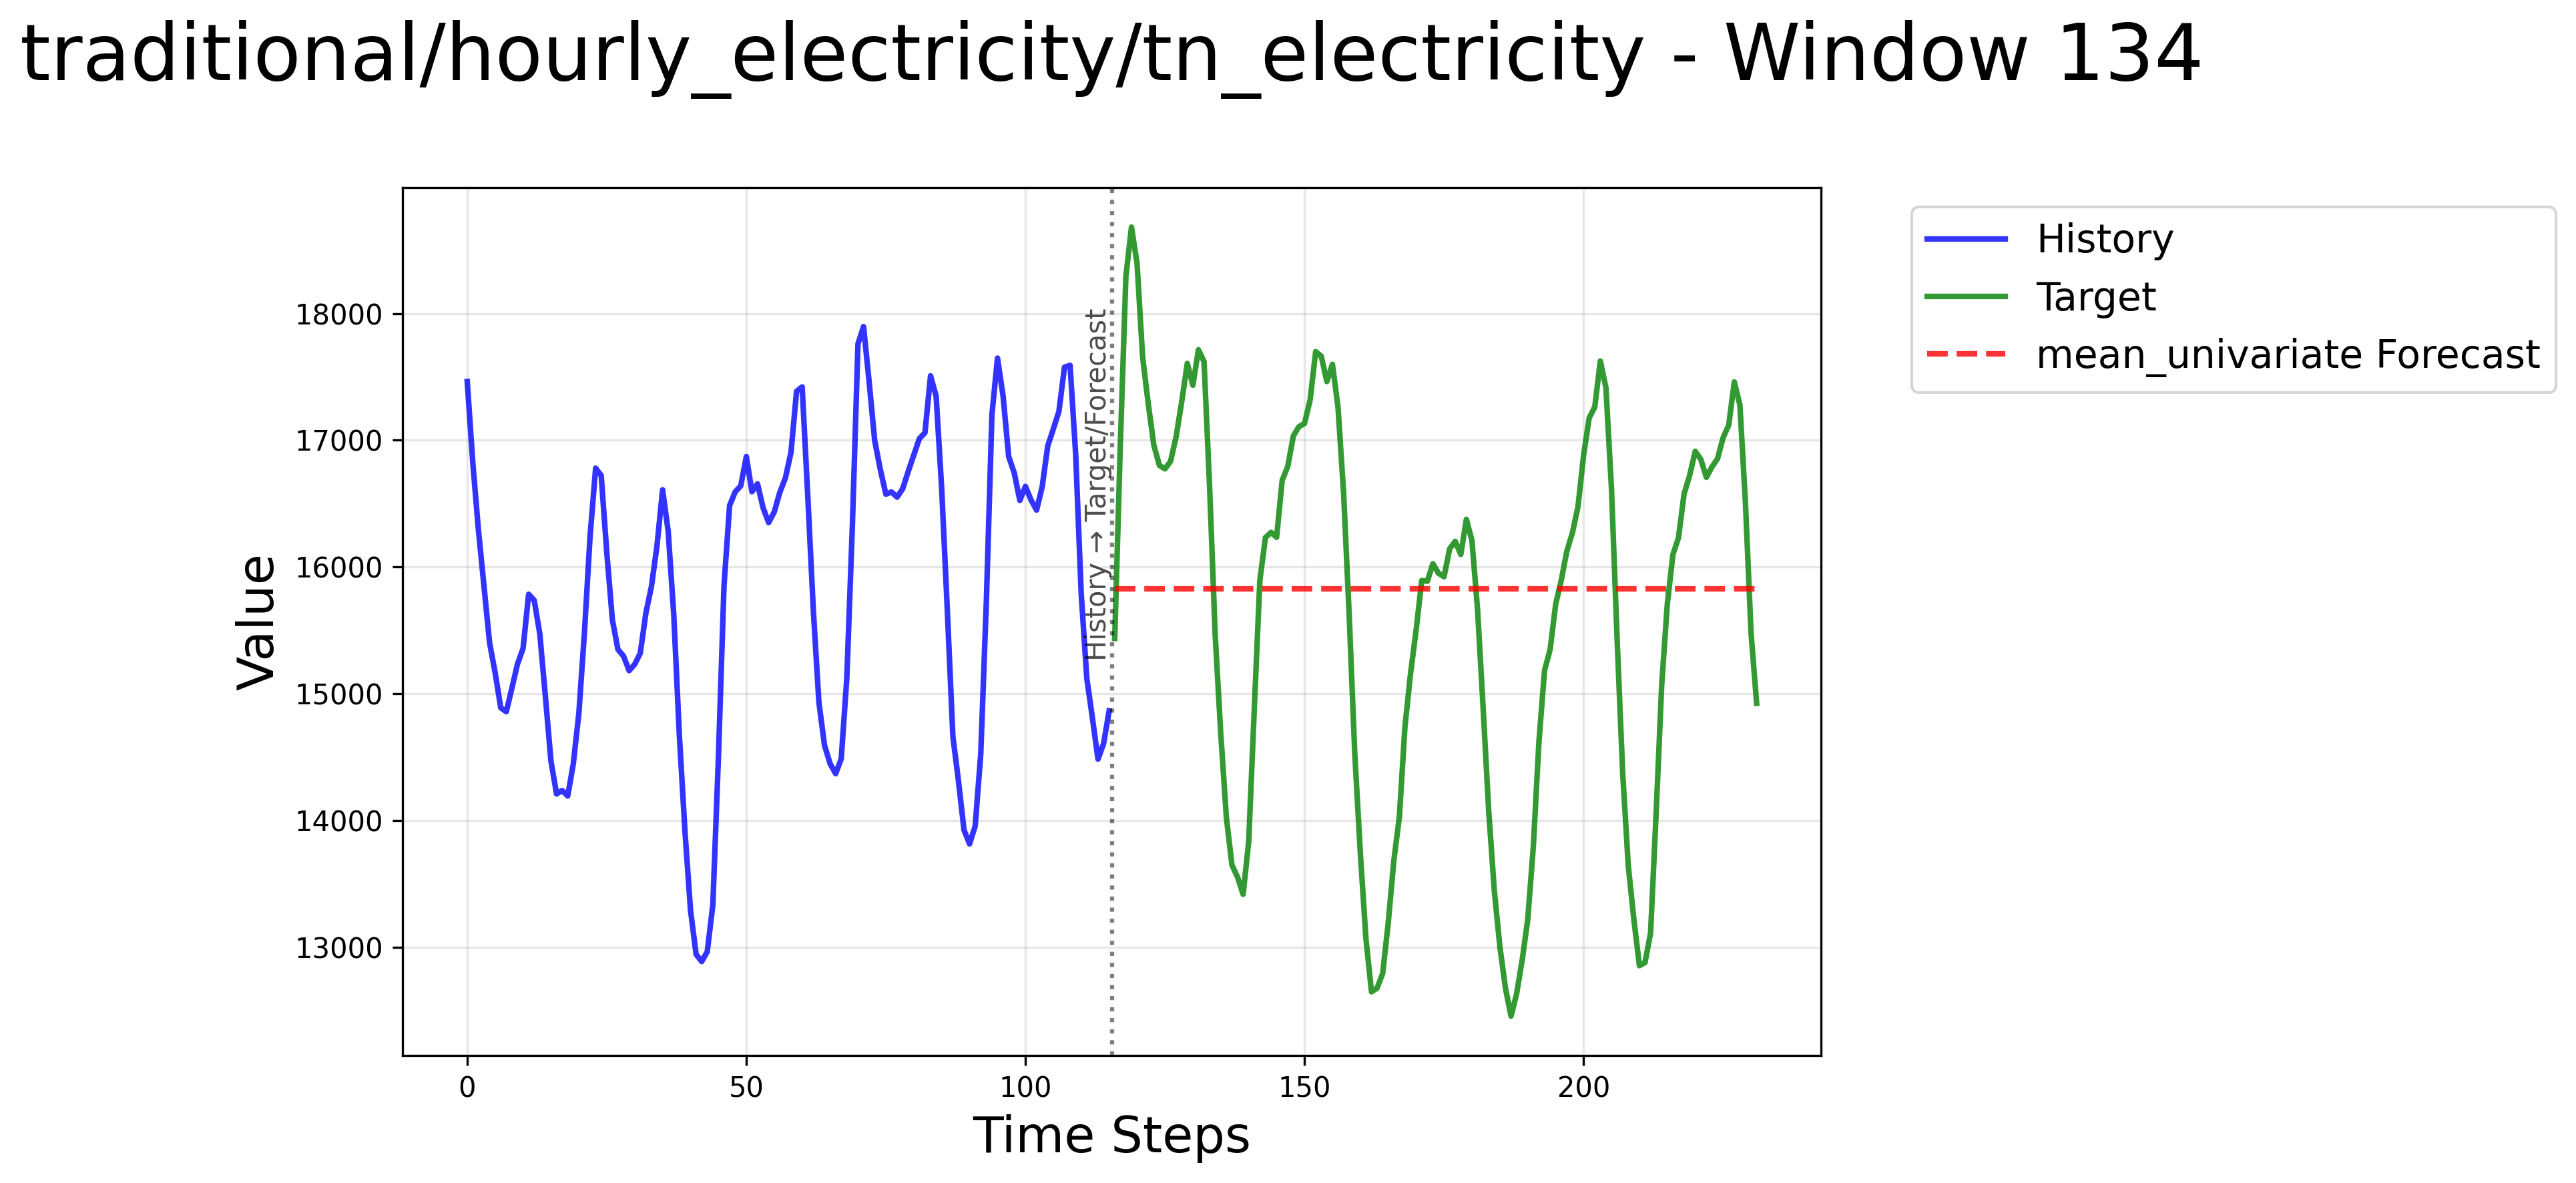 traditional/hourly_electricity/tn_electricity - Window 134
History
Target
mean_univariate Forecast
History → Target/Forecast
Value
18000
17000
16000
15000
14000
13000
0
50
100
150
200
Time Steps